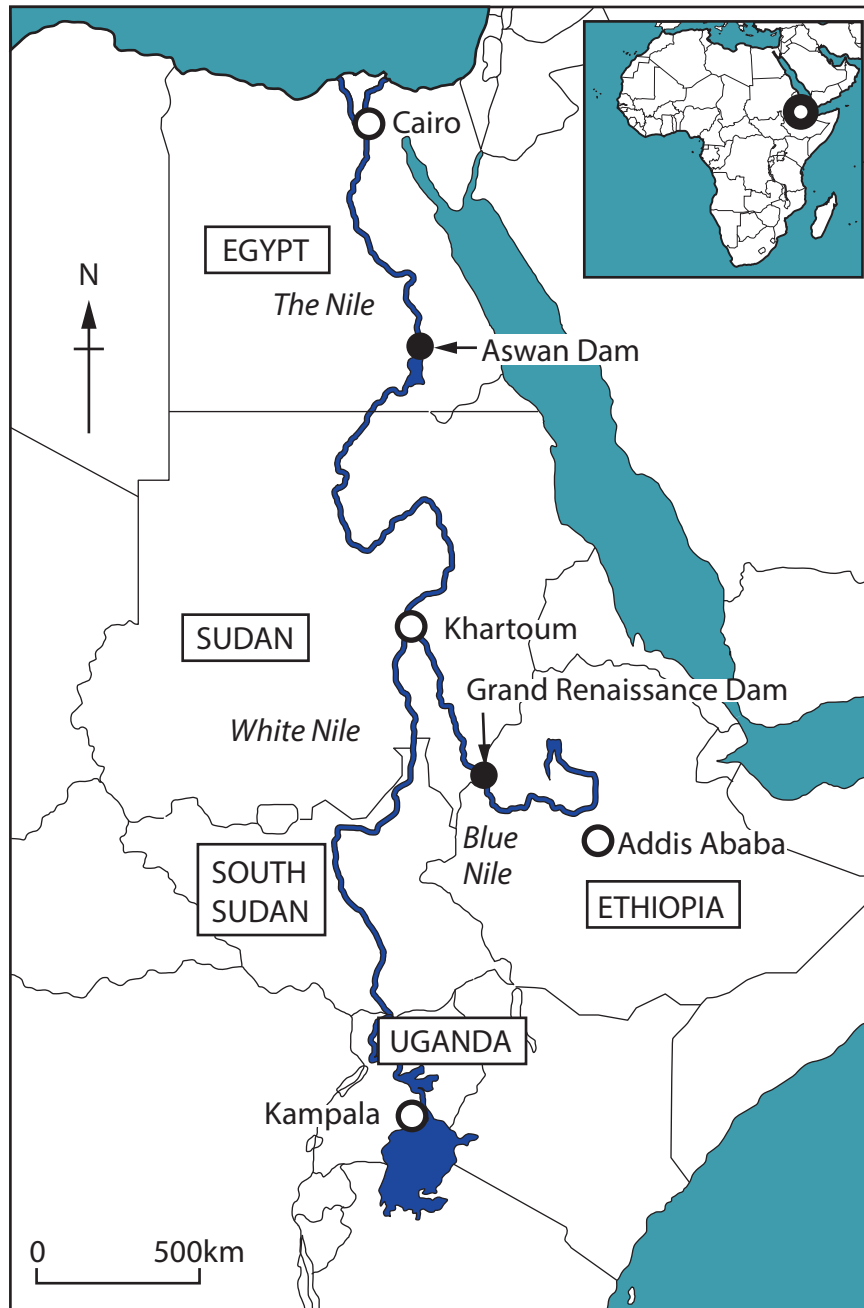 Cairo
EGYPT
N
The Nile
Aswan Dam
Khartoum
SUDAN
Grand Renaissance Dam
White Nile
Blue
Nile
Addis Ababa
SOUTH
SUDAN
ETHIOPIA
UGANDA
Kampala
0 500km